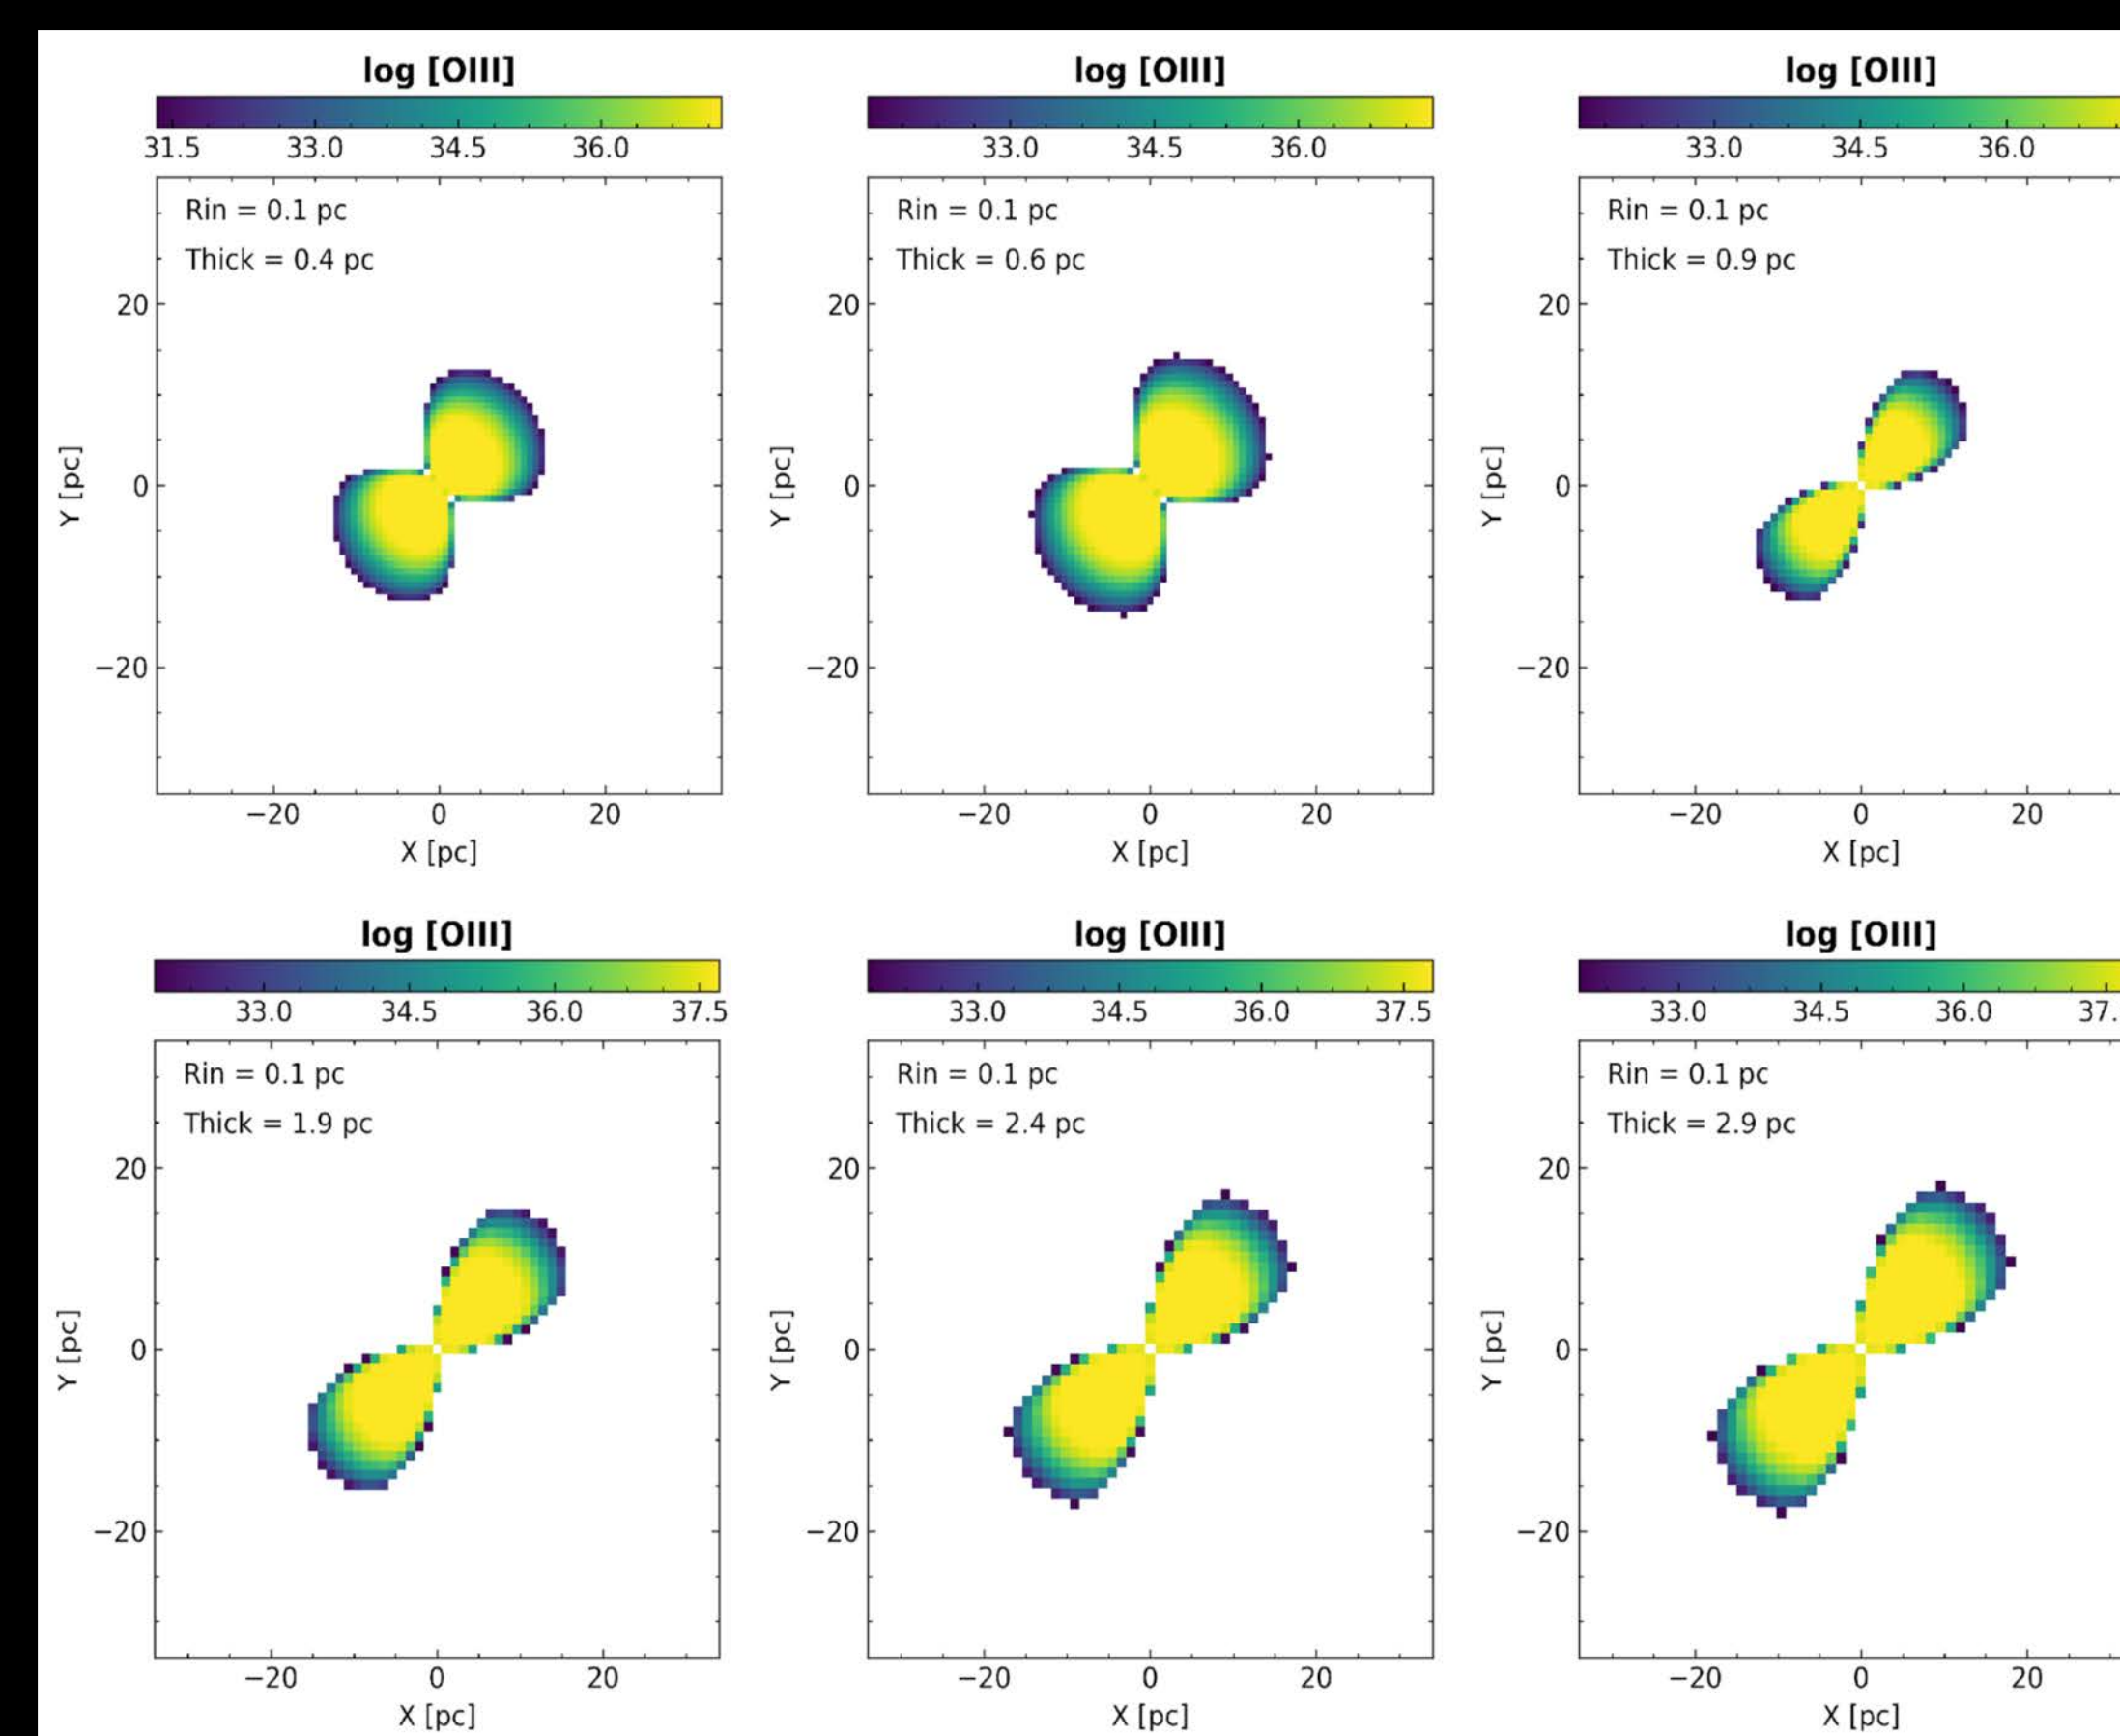 log [OIII] log [OIII] log [OIII]
31.5 33.0 34.5 36.0 33.0 34.5 36.0 33.0 34.5 36.0
Rin = 0.1 pc Rin = 0.1 pc Rin = 0.1 pc
Thick = 0.4 pc Thick = 0.6 pc Thick = 0.9 pc
20 20 20
Y [pc] Y [pc] Y [pc]
0 0 0
−20 −20 −20
−20 0 20 −20 0 20 −20 0 20
X [pc] X [pc] X [pc]
log [OIII] log [OIII] log [OIII]
33.0 34.5 36.0 37.5 33.0 34.5 36.0 37.5 33.0 34.5 36.0 37.
Rin = 0.1 pc Rin = 0.1 pc Rin = 0.1 pc
Thick = 1.9 pc Thick = 2.4 pc Thick = 2.9 pc
20 20 20
Y [pc] Y [pc] Y [pc]
0 0 0
−20 −20 −20
−20 0 20 −20 0 20 −20 0 20
X [pc] X [pc] X [pc]